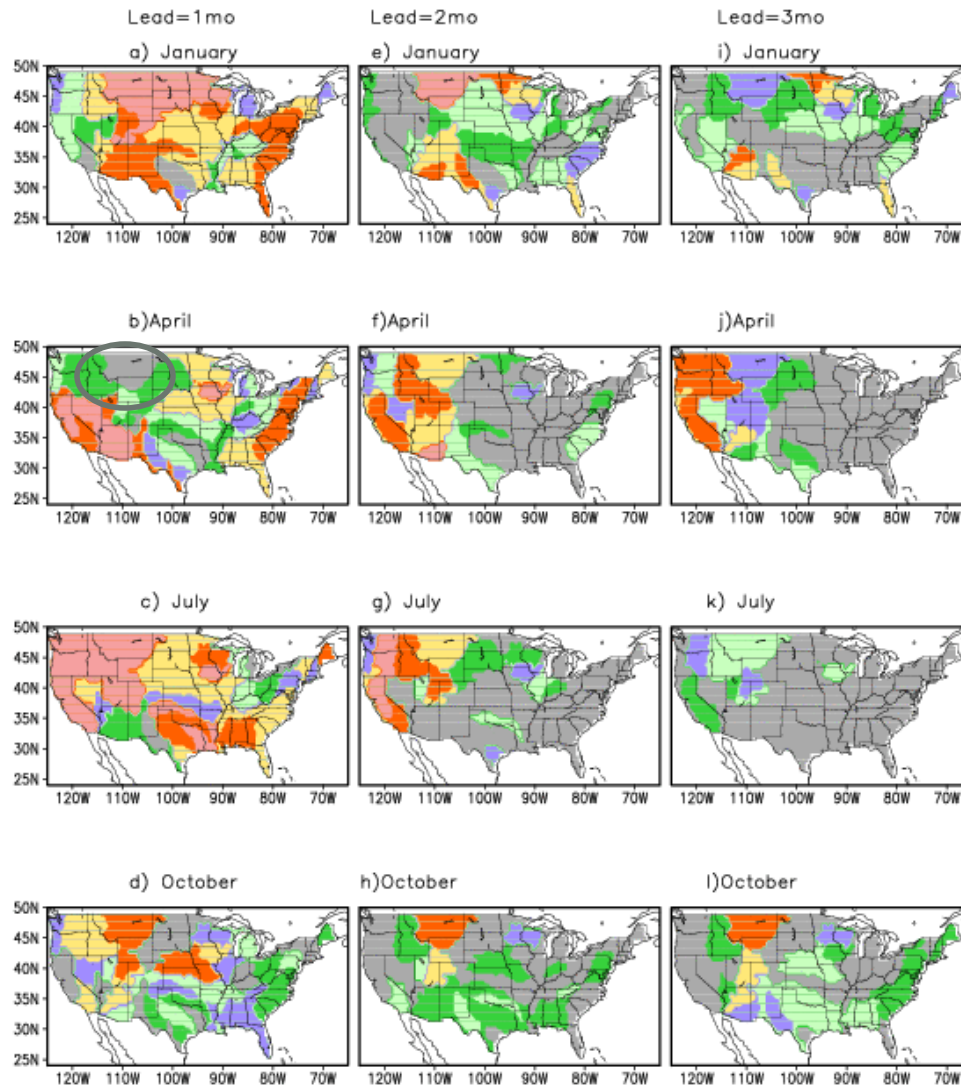 Lead=1mo Lead=2mo Lead=3mo
a) January e) January i) January
50N
45N
40N
35N
30N
25N
120W 110W 100W 90W 80W 70W 120W 110W 100W 90W 80W 70W 120W 110W 100W 90W 80W 70W
b)April f)April j)April
50N
45N
40N
35N
30N
25N
120W 110W 100W 90W 80W 70W 120W 110W 100W 90W 80W 70W 120W 110W 100W 90W 80W 70W
c) July g) July k) July
50N
45N
40N
35N
30N
25N
120W 110W 100W 90W 80W 70W 120W 110W 100W 90W 80W 70W 120W 110W 100W 90W 80W 70W
d) October h)October l)October
50N
45N
40N
35N
30N
25N
120W 110W 100W 90W 80W 70W 120W 110W 100W 90W 80W 70W 120W 110W 100W 90W 80W 70W